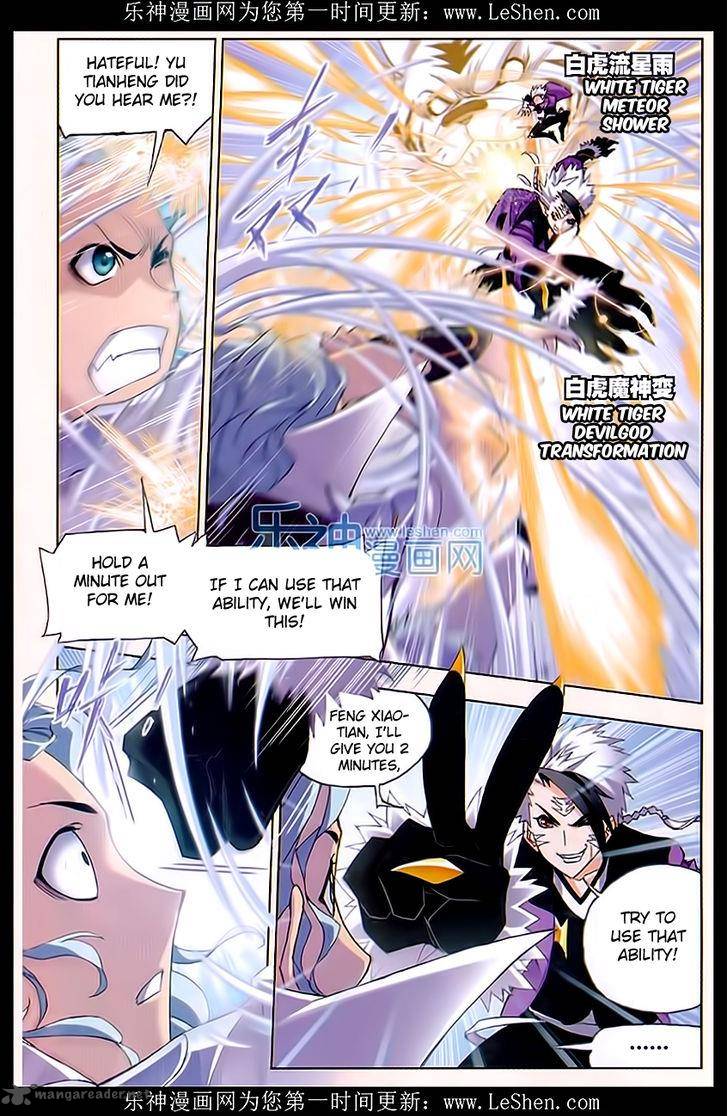 乐神漫画网为您第一时间更新：www.LeShen.com
HATEFUL! YU
TIANHENG DID
YOU HEAR ME?!
白虎流星雨
WHITE TIGER
METEOR
SHOWER
白虎魔神变
WHITE TIGER
DEVILGOD
TRANSFORMATION
乐之神
www.leshen.com
漫画网
HOLD A
MINUTE OUT
FOR ME!
IF I CAN USE THAT
ABILITY, WE'LL WIN
THIS!
FENG XIAO-
TIAN, I'LL
GIVE YOU 2
MINUTES,
TRY TO
USE THAT
ABILITY!
......
mangareader.net
乐神漫画网为您第一时间更新：www.LeShen.com